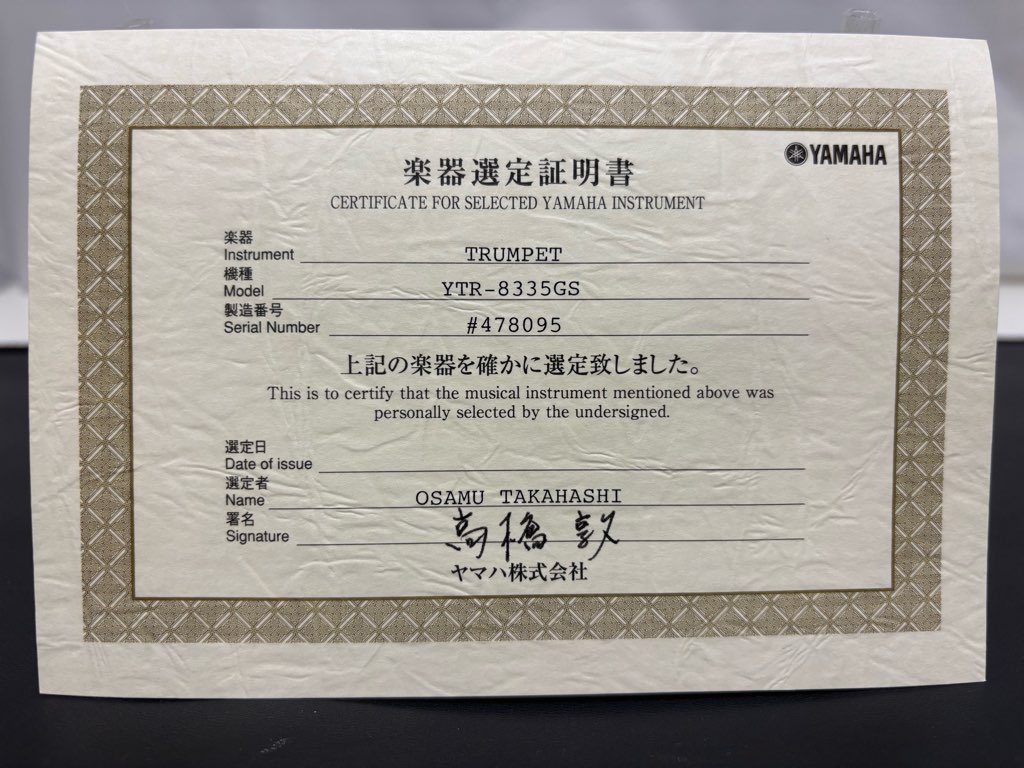 YAMAHA
楽器選定証明書
CERTIFICATE FOR SELECTED YAMAHA INSTRUMENT
楽器
Instrument TRUMPET
機種
Model YTR-8335GS
製造番号
Serial Number #478095
上記の楽器を確かに選定致しました。
This is to certify that the musical instrument mentioned above was
personally selected by the undersigned.
選定日
Date of issue
選定者
Name OSAMU TAKAHASHI
署名
Signature 高橋敦
ヤマハ株式会社